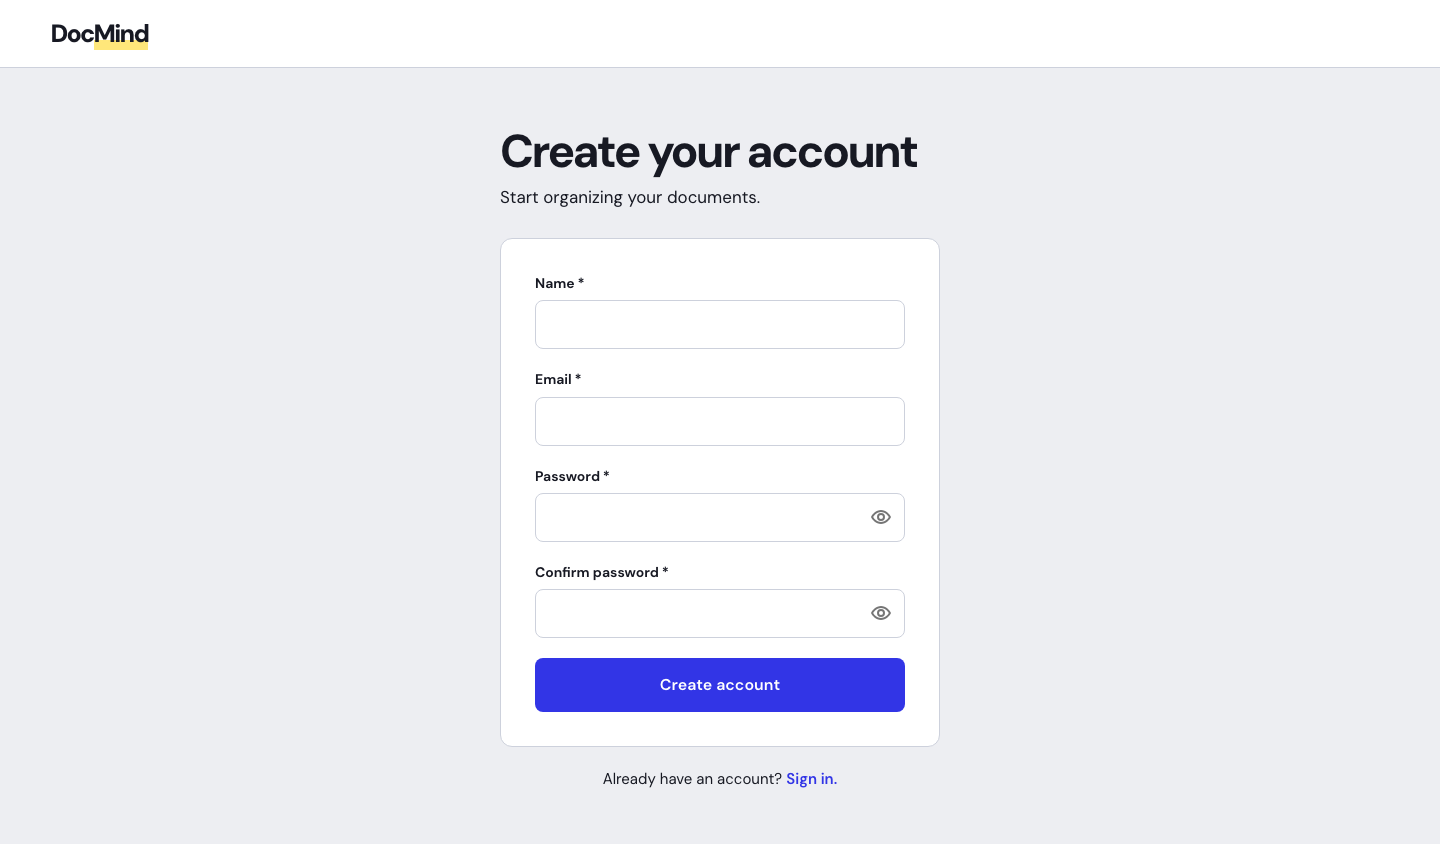 DocMind
Create your account
Start organizing your documents.
Name *
Email *
Password *
Confirm password *
Create account
Already have an account? Sign in.